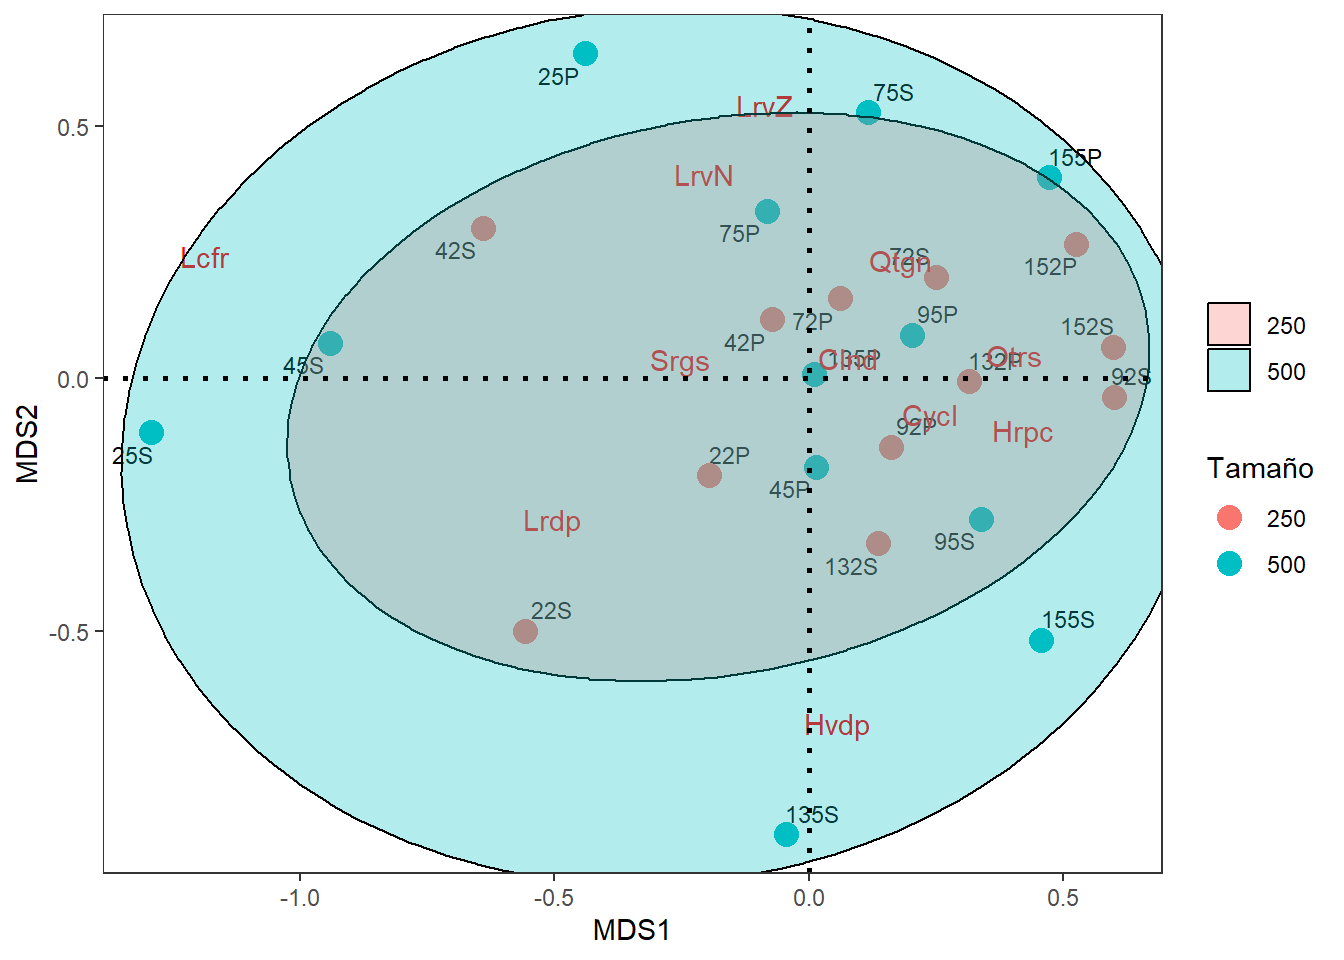 25P
75S
LrvZ
0.5
155P
LrvN
75P
42S
72S
Qtgn
152P
Lcfr
72P
95P
152S
42P
250
45S
Srgs
135P
Clnd
132P
Otrs
92S
500
0.0
Cycl
92P
Hrpc
25S
22P
45P
Tamaño
250
500
Lrdp
95S
132S
22S
155S
-0.5
Hvdp
135S
-1.0
-0.5
0.0
0.5
MDS1
MDS2